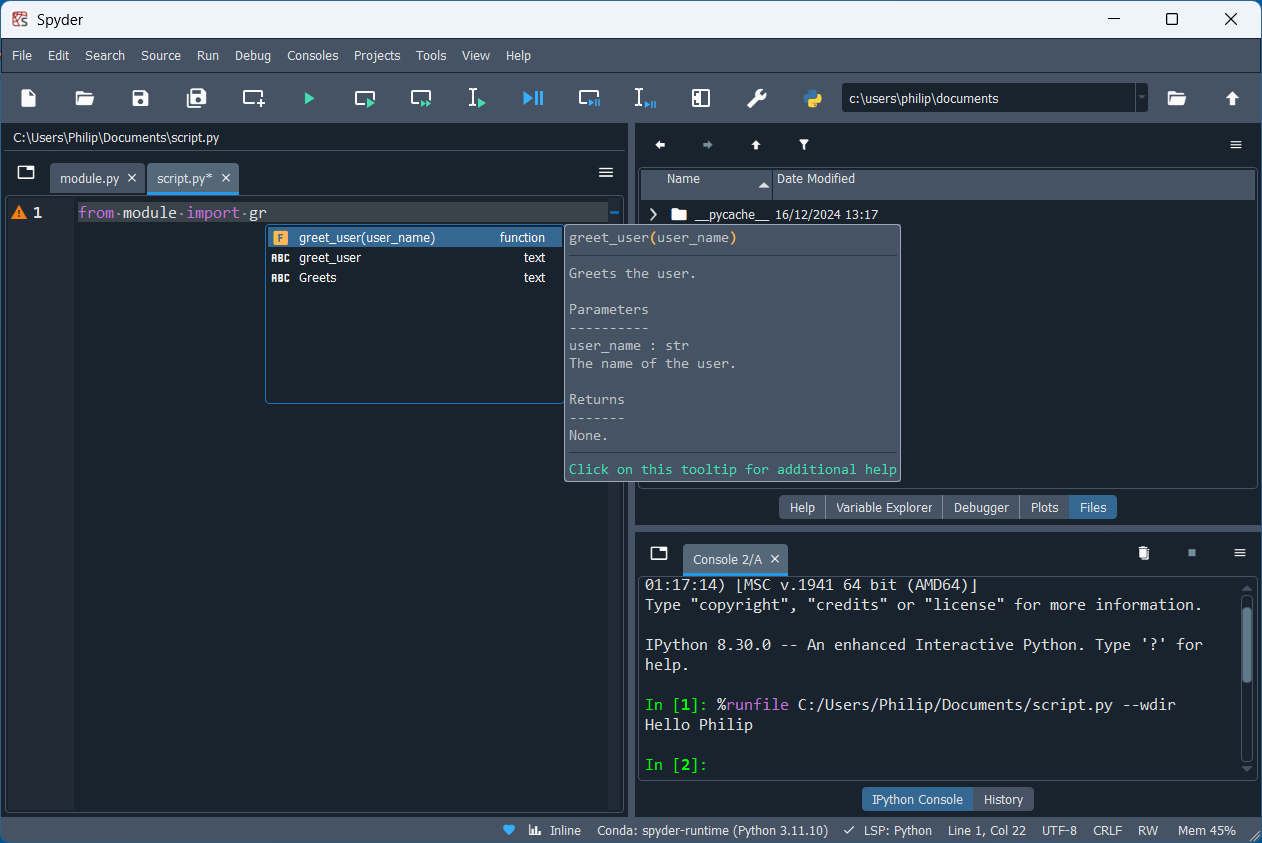 Spyder
File Edit Search Source Run Debug Consoles Projects Tools View Help
c:\users\philip\documents
C:\Users\Philip\Documents\script.py
module.py
script.py*
1 from module import gr
F greet_user(user_name) function
ABC greet_user text
ABC Greets text
greet_user(user_name)
Greets the user.
Parameters
----------
user_name : str
The name of the user.
Returns
-------
None.
Click on this tooltip for additional help
Name Date Modified
__pycache__ 16/12/2024 13:17
Help Variable Explorer Debugger Plots Files
Console 2/A
01:17:14) [MSC v.1941 64 bit (AMD64)]
Type "copyright", "credits" or "license" for more information.
IPython 8.30.0 -- An enhanced Interactive Python. Type '?' for
help.
In [1]: %runfile C:/Users/Philip/Documents/script.py --wdir
Hello Philip
In [2]:
IPython Console History
Inline Conda: spyder-runtime (Python 3.11.10) LSP: Python Line 1, Col 22 UTF-8 CRLF RW Mem 45%